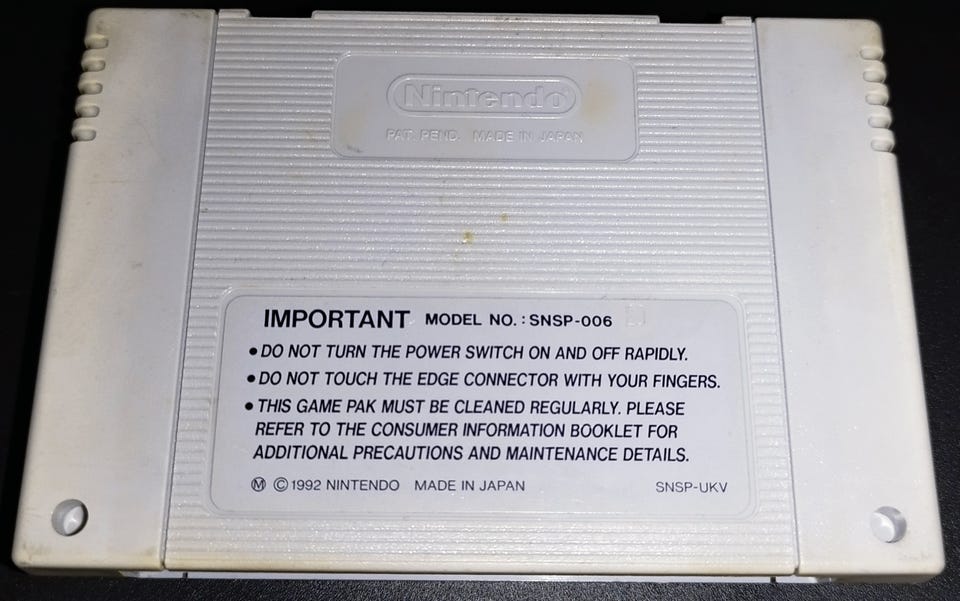 Nintendo
PAT. PEND. MADE IN JAPAN
IMPORTANT MODEL NO.: SNSP-006
• DO NOT TURN THE POWER SWITCH ON AND OFF RAPIDLY.
• DO NOT TOUCH THE EDGE CONNECTOR WITH YOUR FINGERS.
• THIS GAME PAK MUST BE CLEANED REGULARLY. PLEASE
REFER TO THE CONSUMER INFORMATION BOOKLET FOR
ADDITIONAL PRECAUTIONS AND MAINTENANCE DETAILS.
Ⓜ © 1992 NINTENDO MADE IN JAPAN SNSP-UKV